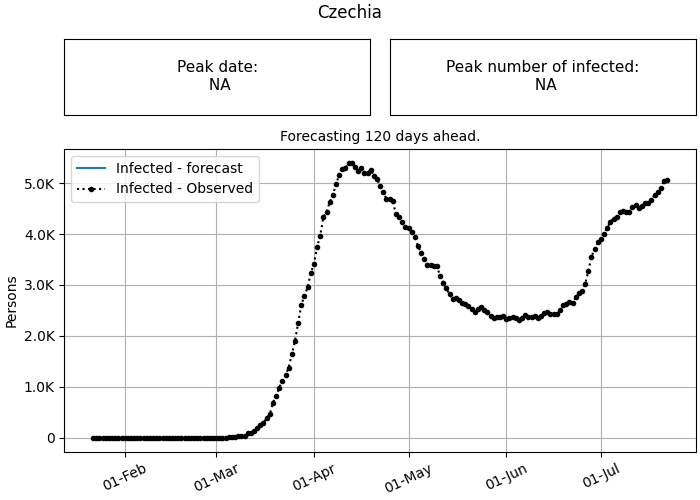 Czechia
Peak date:
NA
Peak number of infected:
NA
Forecasting 120 days ahead.
Infected - forecast
Infected - Observed
Persons
5.0K
4.0K
3.0K
2.0K
1.0K
0
01-Feb
01-Mar
01-Apr
01-May
01-Jun
01-Jul